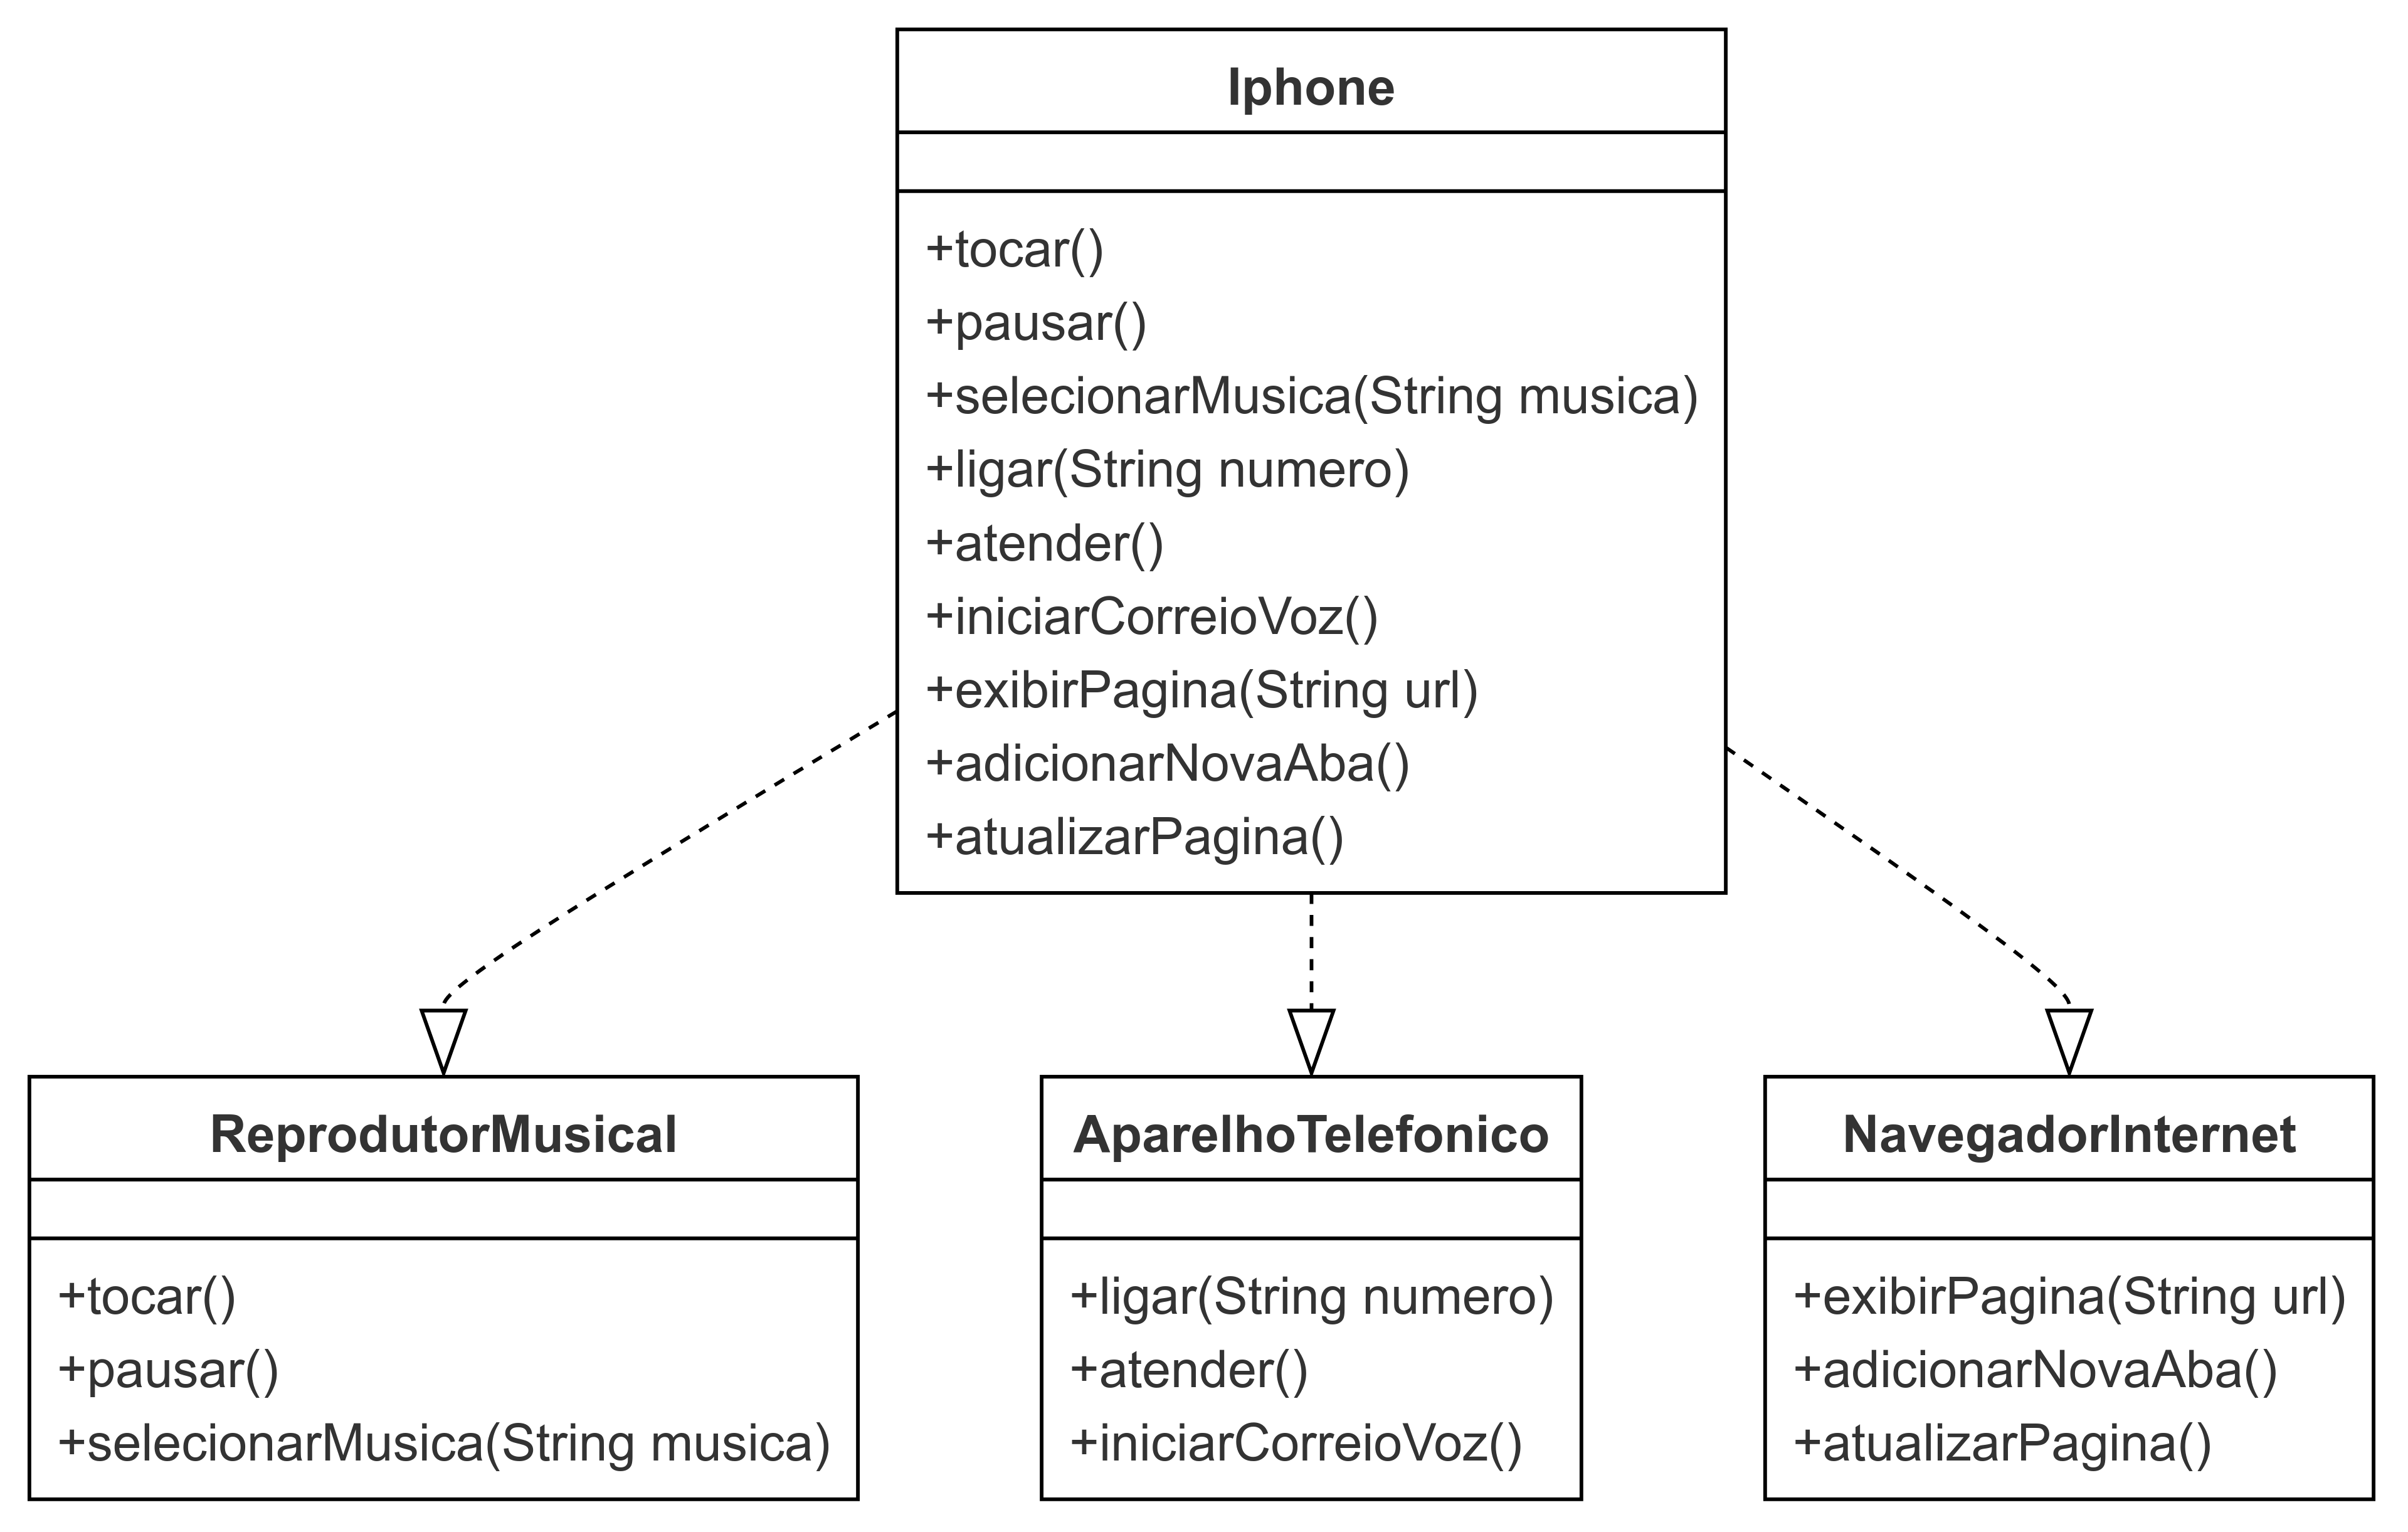 Iphone
+tocar()
+pausar()
+selecionarMusica(String musica)
+ligar(String numero)
+atender()
+iniciarCorreioVoz()
+exibirPagina(String url)
+adicionarNovaAba()
+atualizarPagina()
ReprodutorMusical
+tocar()
+pausar()
+selecionarMusica(String musica)
AparelhoTelefonico
+ligar(String numero)
+atender()
+iniciarCorreioVoz()
NavegadorInternet
+exibirPagina(String url)
+adicionarNovaAba()
+atualizarPagina()